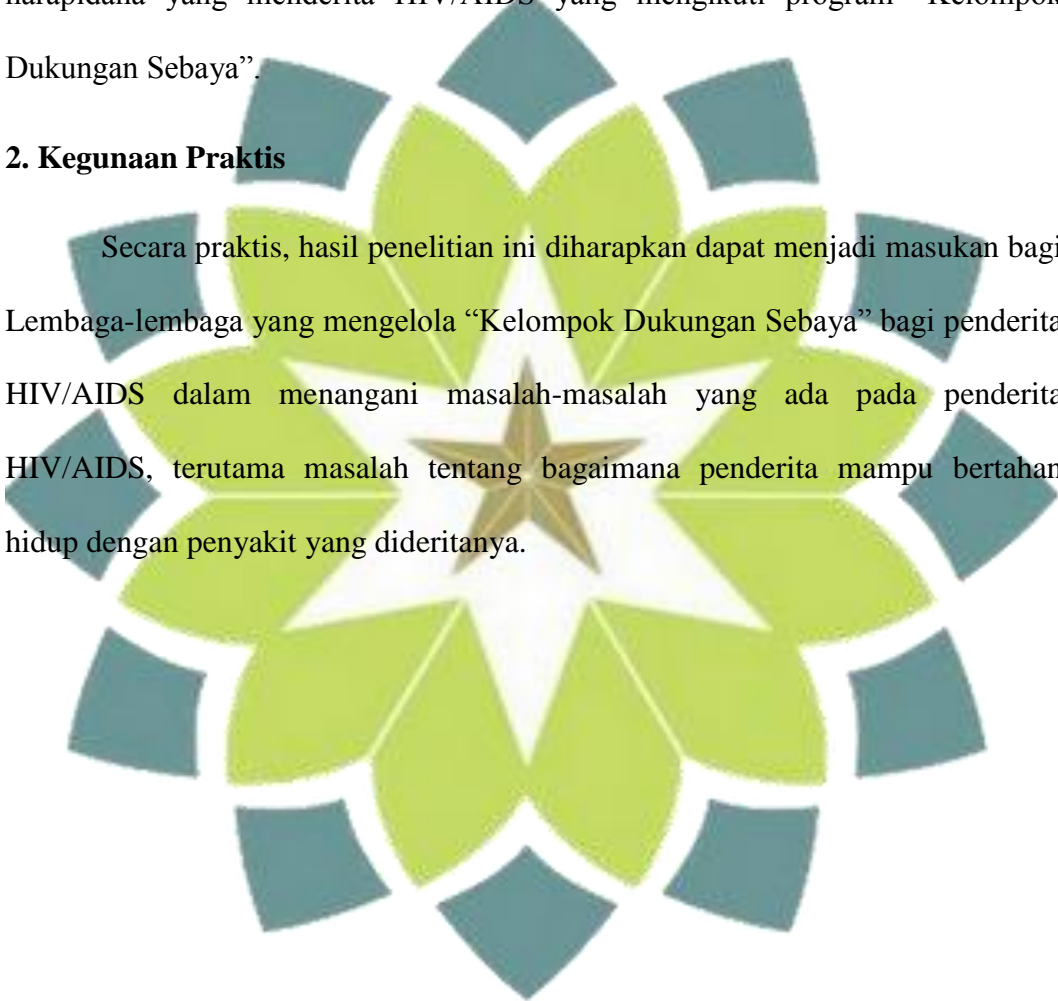 narapidana yang menderita HIV/AIDS yang mengikuti program “Kelompok
Dukungan Sebaya”.
2. Kegunaan Praktis
Secara praktis, hasil penelitian ini diharapkan dapat menjadi masukan bagi
Lembaga-lembaga yang mengelola “Kelompok Dukungan Sebaya” bagi penderita
HIV/AIDS dalam menangani masalah-masalah yang ada pada penderita
HIV/AIDS, terutama masalah tentang bagaimana penderita mampu bertahan
hidup dengan penyakit yang dideritanya.